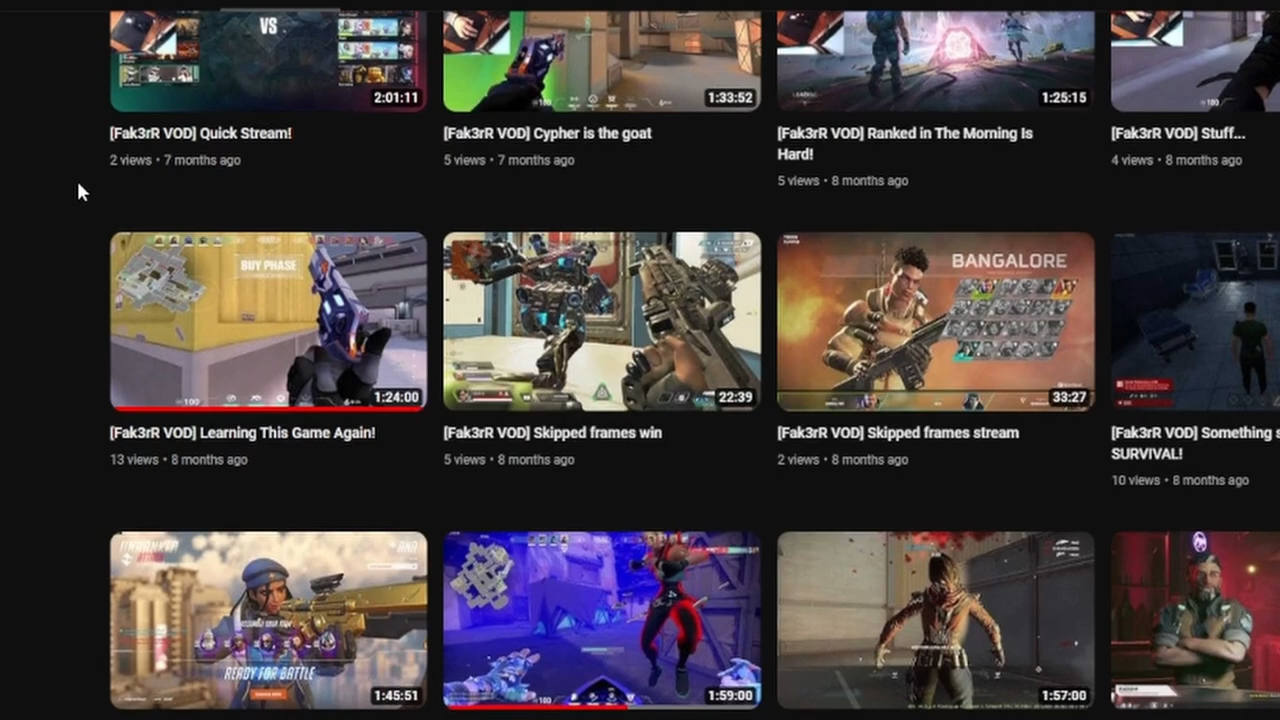 VS
2:01:11
1:33:52
1:25:15
[Fak3rR VOD] Quick Stream!
[Fak3rR VOD] Cypher is the goat
[Fak3rR VOD] Ranked in The Morning Is
Hard!
[Fak3rR VOD] Stuff...
2 views • 7 months ago
5 views • 7 months ago
5 views • 8 months ago
4 views • 8 months ago
BUY PHASE
100
1:24:00
22:39
BANGALORE
33:27
[Fak3rR VOD] Learning This Game Again!
[Fak3rR VOD] Skipped frames win
[Fak3rR VOD] Skipped frames stream
[Fak3rR VOD] Something
SURVIVAL!
13 views • 8 months ago
5 views • 8 months ago
2 views • 8 months ago
10 views • 8 months ago
ANA
READY FOR BATTLE
1:45:51
1:59:00
1:57:00